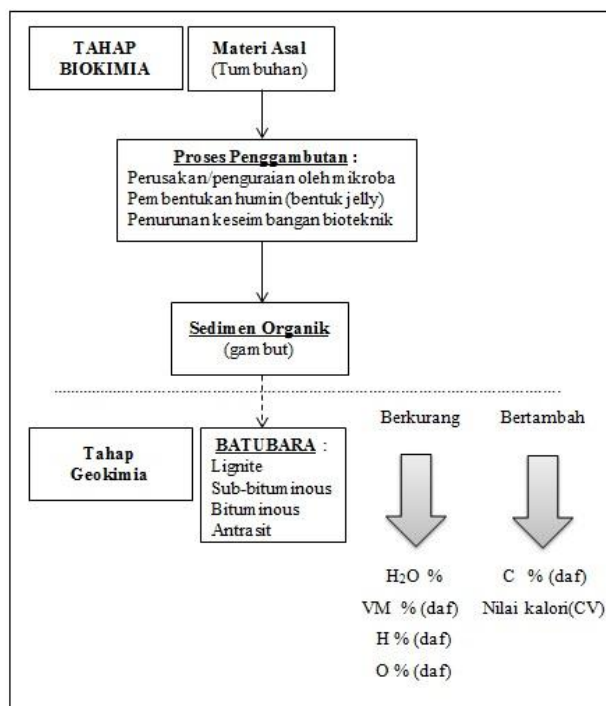 TAHAP
BIOKIMIA
Materi Asal
(Tumbuhan)
Proses Penggambutan :
Perusakan/penguraian oleh mikroba
Pembentukan humin (bentuk jelly)
Penurunan keseimbangan bioteknik
Sedimen Organik
(gambut)
Tahap
Geokimia
BATUBARA :
Lignite
Sub-bituminous
Bituminous
Antrasit
Berkurang
H2O %
VM % (daf)
H % (daf)
O % (daf)
Bertambah
C % (daf)
Nilai kalori(CV)